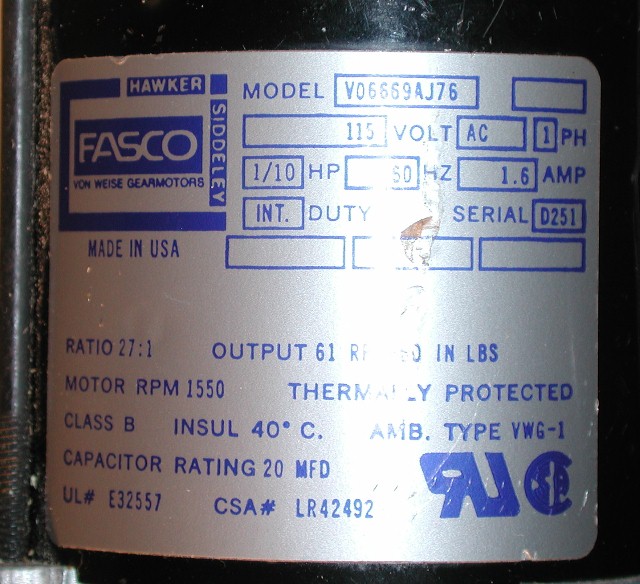 HAWKER
SIDDELEY
FASCO
VON WEISE GEARMOTORS
MADE IN USA
MODEL V06669AJ76
115 VOLT AC 1 PH
1/10 HP 60 HZ 1.6 AMP
INT. DUTY SERIAL D251
RATIO 27:1 OUTPUT 61 IN LBS
MOTOR RPM 1550 THERMALLY PROTECTED
CLASS B INSUL 40° C. AMB. TYPE VWG-1
CAPACITOR RATING 20 MFD
UL# E32557 CSA# LR42492